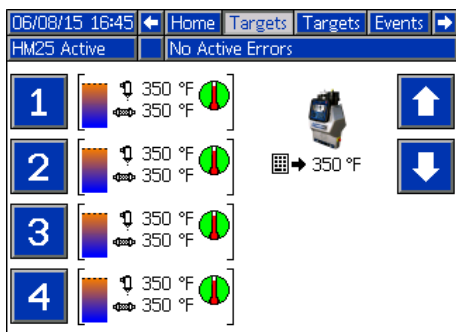 06/08/15 16:45 Home Targets Targets Events
HM25 Active No Active Errors
1 350 °F
350 °F
2 350 °F
350 °F
350 °F
3 350 °F
350 °F
4 350 °F
350 °F